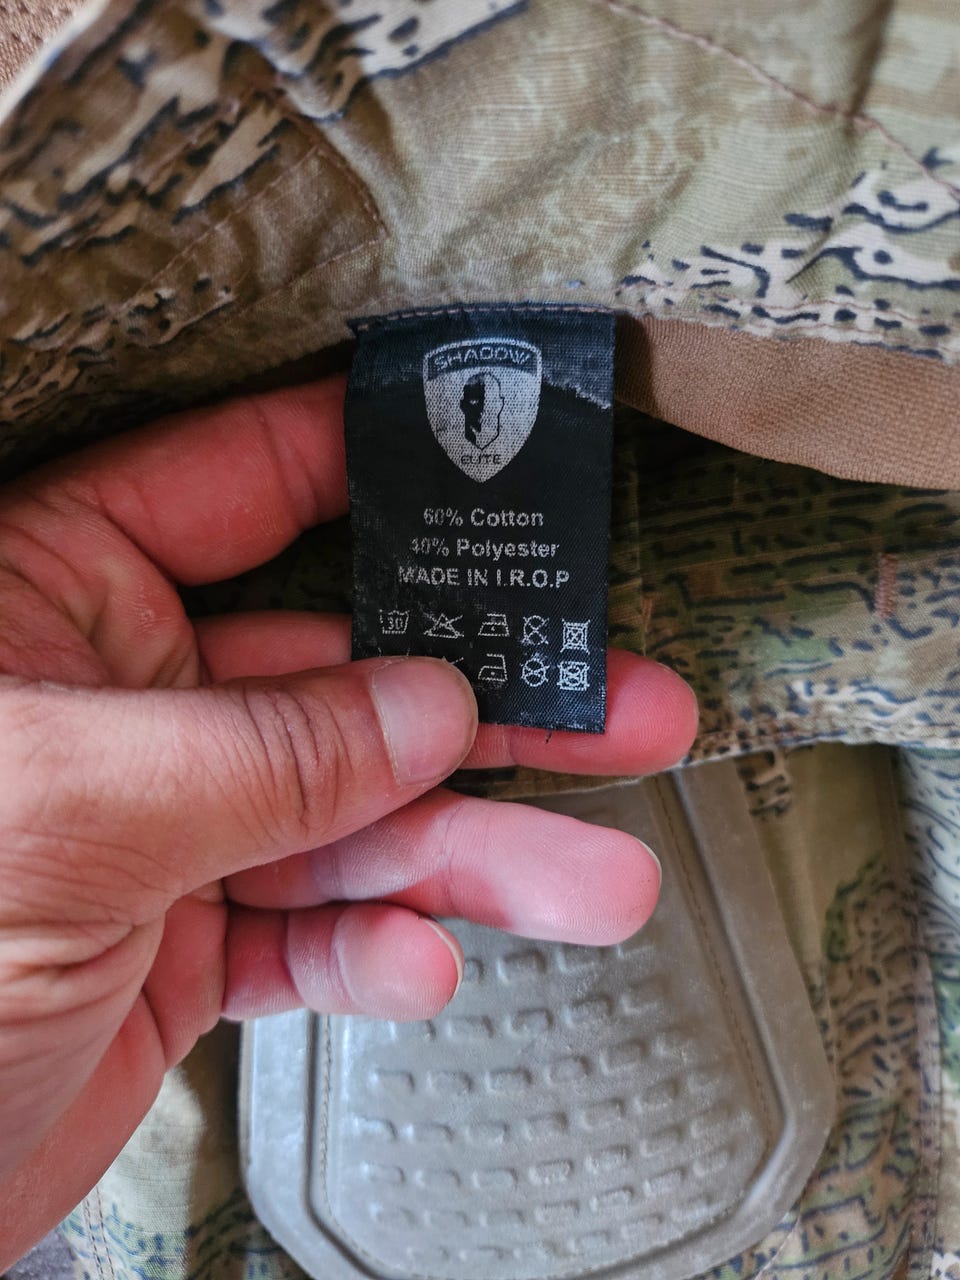 SHADOW
ELITE
60% Cotton
40% Polyester
MADE IN I.R.O.P
30